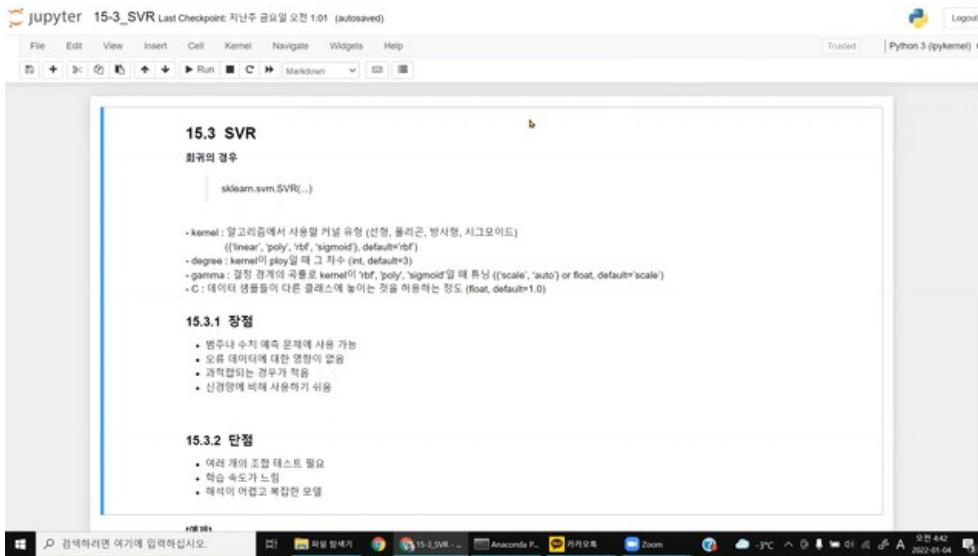 jupyter 15-3_SVR Last Checkpoint: 지난주 금요일 오전 1:01 (autosaved)
Logout
File Edit View Insert Cell Kernel Navigate Widgets Help
Trusted
Python 3 (ipykernel)
Run
Markdown
15.3 SVR
회귀의 경우
sklearn.svm.SVR(...)
- kernel : 알고리즘에서 사용할 커널 유형 (선형, 폴리곤, 방사형, 시그모이드)
({'linear', 'poly', 'rbf', 'sigmoid'}, default='rbf')
- degree : kernel이 ploy일 때 그 차수 (int, default=3)
- gamma : 결정 경계의 곡률로 kernel이 'rbf', 'poly', 'sigmoid'일 때 튜닝 ({'scale', 'auto'} or float, default='scale')
- C : 데이터 샘플들이 다른 클래스에 놓이는 것을 허용하는 정도 (float, default=1.0)
15.3.1 장점
• 범주나 수치 예측 문제에 사용 가능
• 오류 데이터에 대한 영향이 없음
• 과적합되는 경우가 적음
• 신경망에 비해 사용하기 쉬움
15.3.2 단점
• 여러 개의 조합 테스트 필요
• 학습 속도가 느림
• 해석이 어렵고 복잡한 모델
검색하려면 여기에 입력하십시오.
파일 탐색기
15-3_SVR - ...
Anaconda P...
카카오톡
Zoom
-3°C
A
오전 4:42
2022-01-04